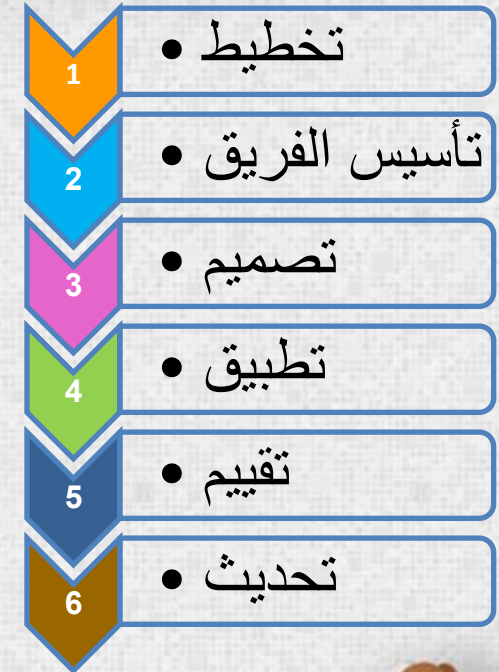 1
تخطيط •
2
تأسيس الفريق •
3
تصميم •
4
تطبيق •
5
تقييم •
6
تحديث •